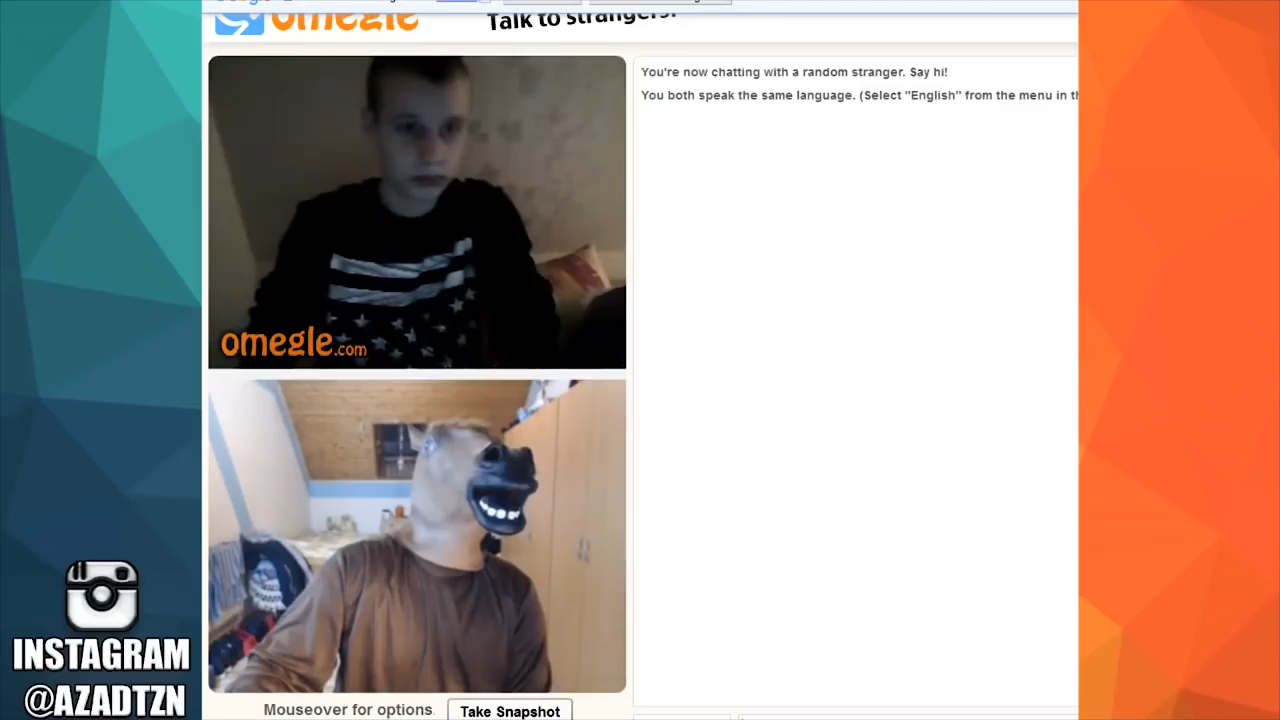 omegle
Talk to strangers!
You're now chatting with a random stranger. Say hi!
You both speak the same language. (Select "English" from the menu in th
omegle.com
Mouseover for options
Take Snapshot
INSTAGRAM
@AZADTZN